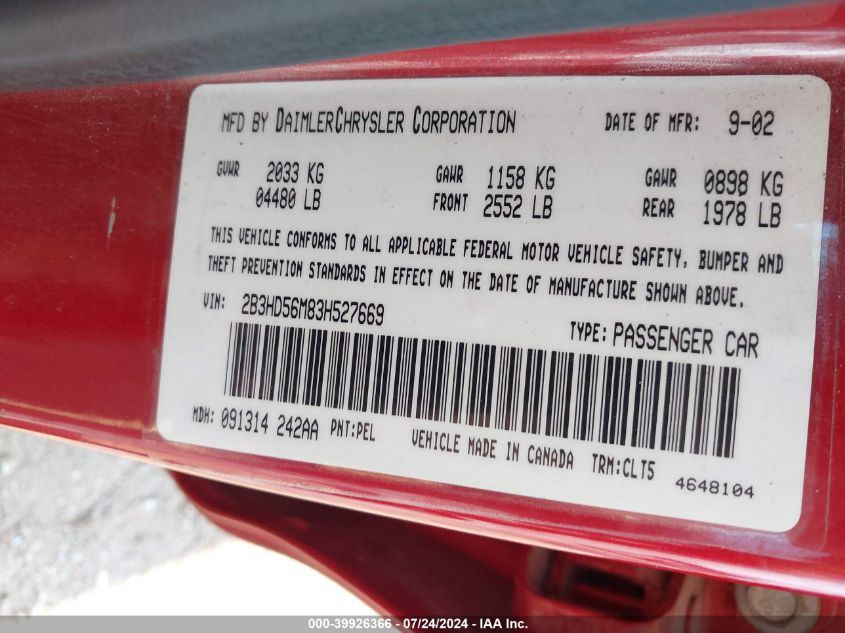 MFD BY DAIMLERCHRYSLER CORPORATION DATE OF MFR: 9-02
GVWR 2033 KG GAWR 1158 KG GAWR 0898 KG
04480 LB FRONT 2552 LB REAR 1978 LB
THIS VEHICLE CONFORMS TO ALL APPLICABLE FEDERAL MOTOR VEHICLE SAFETY, BUMPER AND
THEFT PREVENTION STANDARDS IN EFFECT ON THE DATE OF MANUFACTURE SHOWN ABOVE.
VIN: 2B3HD56M83H527669 TYPE: PASSENGER CAR
MDH: 091314 242AA PNT:PEL VEHICLE MADE IN CANADA TRM:CLT5
4648104
000-39926366 - 07/24/2024 - IAA Inc.